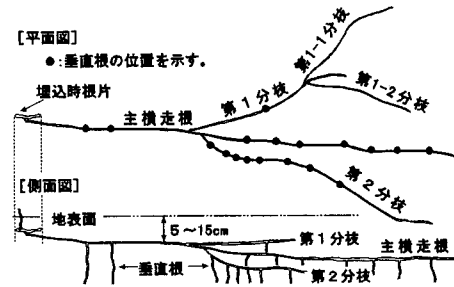 [平面図]
●:垂直根の位置を示す。
埋込時根片
主横走根
第1分枝
第1-1分枝
第1-2分枝
第2分枝
[側面図]
地表面
5~15cm
第1分枝
主横走根
垂直根
第2分枝